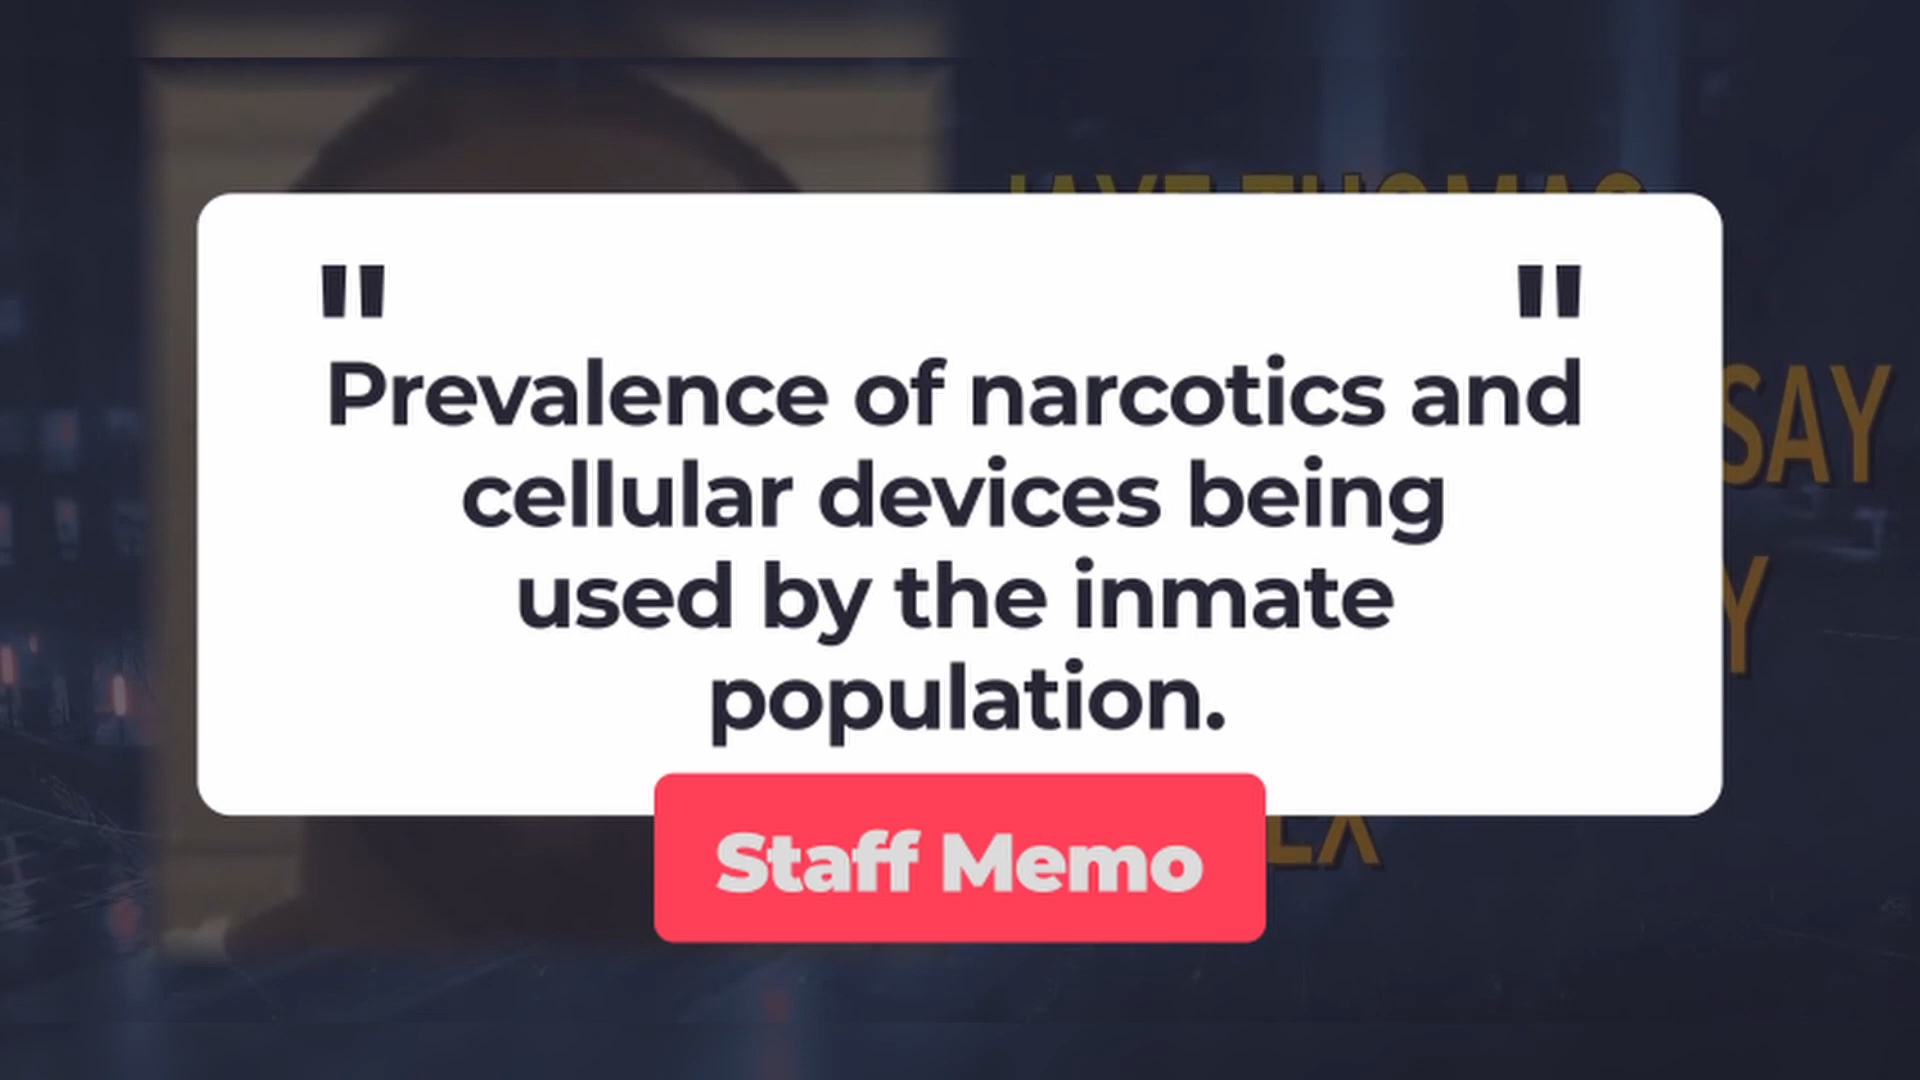 " "
Prevalence of narcotics and
cellular devices being
used by the inmate
population.
Staff Memo